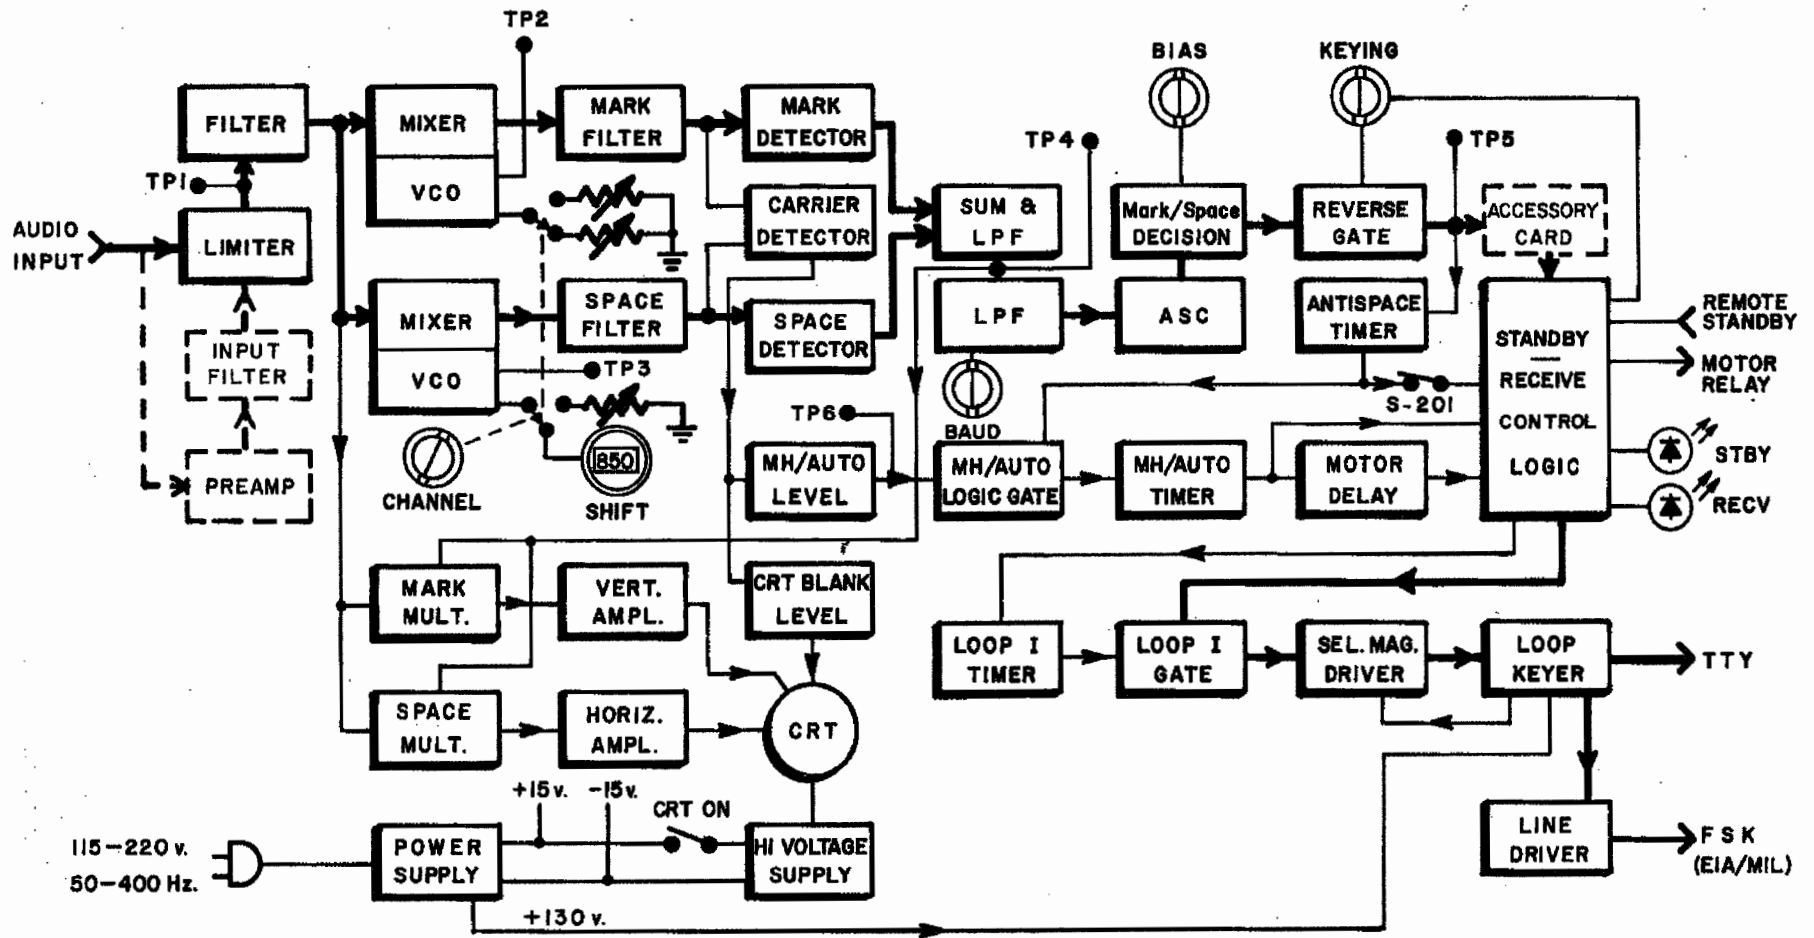 TP2
BIAS
KEYING
FILTER
MIXER
MARK
FILTER
MARK
DETECTOR
TP4
TP5
TP1
VCO
CARRIER
DETECTOR
SUM &
LPF
Mark/Space
DECISION
REVERSE
GATE
ACCESSORY
CARD
AUDIO
INPUT
LIMITER
MIXER
SPACE
FILTER
SPACE
DETECTOR
LPF
ASC
ANTISPACE
TIMER
STANDBY
RECEIVE
CONTROL
LOGIC
REMOTE
STANDBY
MOTOR
RELAY
INPUT
FILTER
VCO
TP3
S-201
TP6
BAUD
PREAMP
CHANNEL
850
SHIFT
MH/AUTO
LEVEL
MH/AUTO
LOGIC GATE
MH/AUTO
TIMER
MOTOR
DELAY
STBY
RECV
MARK
MULT.
VERT.
AMPL.
CRT BLANK
LEVEL
LOOP I
TIMER
LOOP I
GATE
SEL. MAG.
DRIVER
LOOP
KEYER
TTY
SPACE
MULT.
HORIZ.
AMPL.
CRT
+15v.
-15v.
CRT ON
115-220 v.
50-400 Hz.
POWER
SUPPLY
HI VOLTAGE
SUPPLY
LINE
DRIVER
FSK
(EIA/MIL)
+130 v.